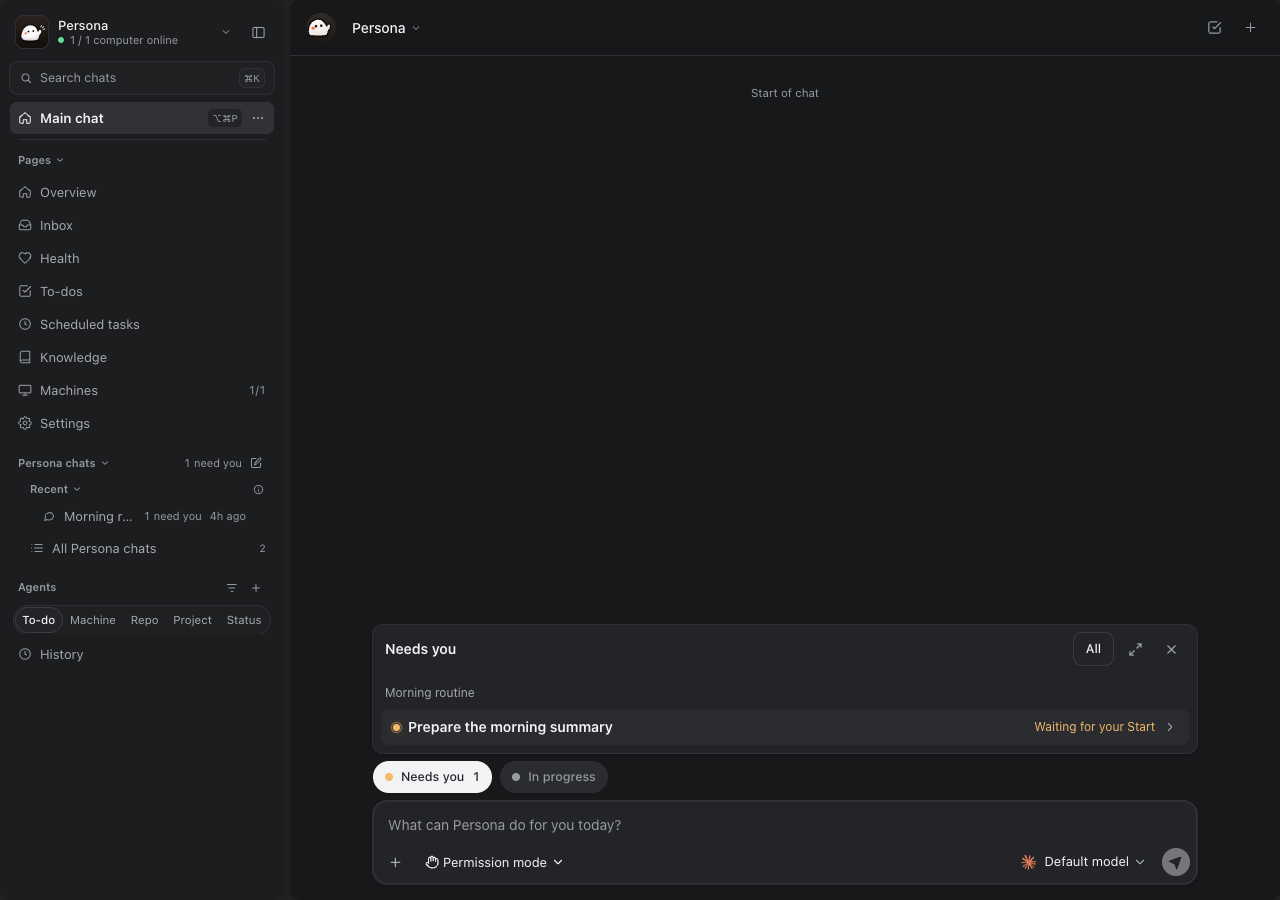 Persona
1 / 1 computer online
Search chats ⌘K
Main chat ⌥⌘P
Pages
Overview
Inbox
Health
To-dos
Scheduled tasks
Knowledge
Machines 1/1
Settings
Persona chats 1 need you
Recent
Morning r... 1 need you 4h ago
All Persona chats 2
Agents
To-do Machine Repo Project Status
History
Persona
Start of chat
Needs you All
Morning routine
Prepare the morning summary Waiting for your Start
Needs you 1 In progress
What can Persona do for you today?
Permission mode Default model